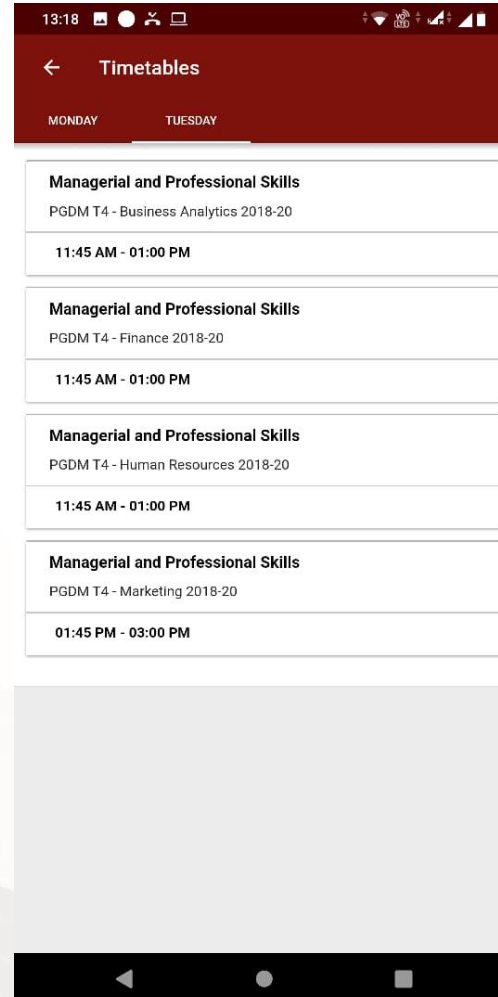 13:18
VO))
LTE
Timetables
MONDAY TUESDAY
Managerial and Professional Skills
PGDM T4 - Business Analytics 2018-20
11:45 AM - 01:00 PM
Managerial and Professional Skills
PGDM T4 - Finance 2018-20
11:45 AM - 01:00 PM
Managerial and Professional Skills
PGDM T4 - Human Resources 2018-20
11:45 AM - 01:00 PM
Managerial and Professional Skills
PGDM T4 - Marketing 2018-20
01:45 PM - 03:00 PM